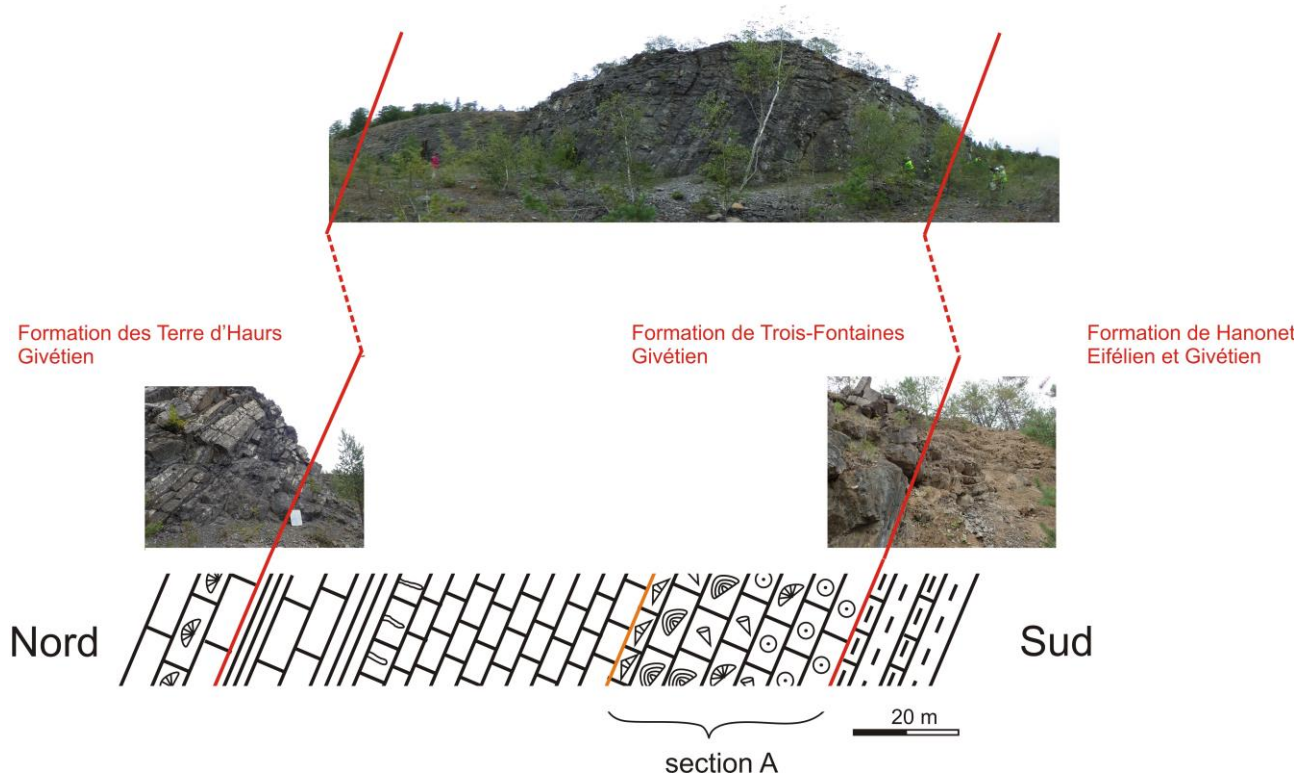 Formation des Terre d'Haurs
Givétien
Formation de Trois-Fontaines
Givétien
Formation de Hanonet
Eifélien et Givétien
Nord
Sud
20 m
section A